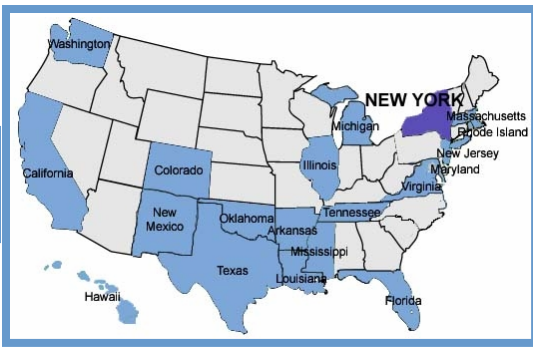 Washington
NEW YORK
Massachusetts
Michigan
Rhode Island
New Jersey
Illinois
Maryland
California
Colorado
Virginia
New
Mexico
Oklahoma
Tennessee
Arkansas
Mississippi
Texas
Louisiana
Hawaii
Florida